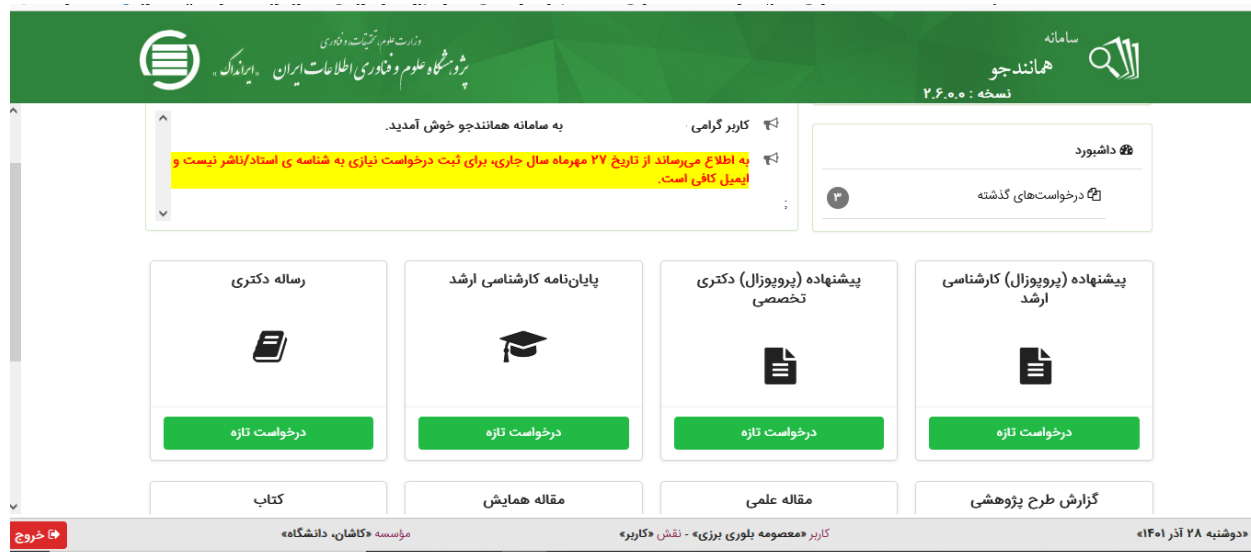 سامانه
همانندجو
نسخه : ۲.۶.۰.۰
وزارت علوم، تحقیقات و فناوری
پژوهشگاه علوم و فناوری اطلاعات ایران «ایرانداک»
داشبورد
درخواست‌های گذشته
۳
کاربر گرامی
به سامانه همانندجو خوش آمدید.
به اطلاع می‌رساند از تاریخ ۲۷ مهرماه سال جاری، برای ثبت درخواست نیازی به شناسه ی استاد/ناشر نیست و
ایمیل کافی است.
;
پیشنهاده (پروپوزال) کارشناسی
ارشد
درخواست تازه
پیشنهاده (پروپوزال) دکتری
تخصصی
درخواست تازه
پایان‌نامه کارشناسی ارشد
درخواست تازه
رساله دکتری
درخواست تازه
گزارش طرح پژوهشی
مقاله علمی
مقاله همایش
کتاب
«دوشنبه ۲۸ آذر ۱۴۰۱»
کاربر «معصومه بلوری برزی» - نقش «کاربر»
مؤسسه «کاشان، دانشگاه»
خروج